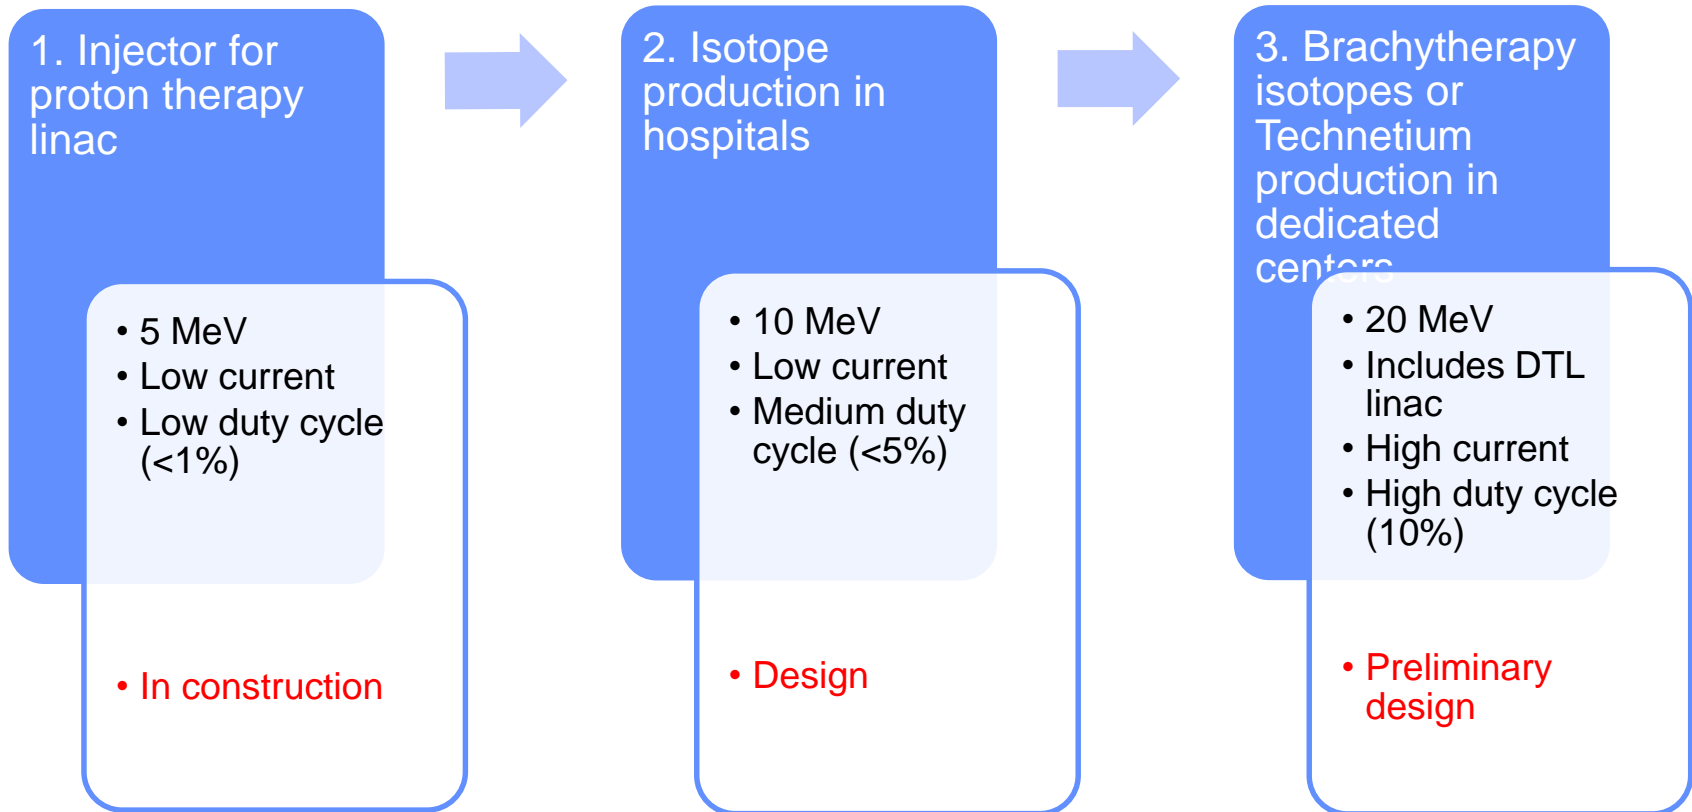 1. Injector for
proton therapy
linac
• 5 MeV
• Low current
• Low duty cycle
(<1%)
• In construction
2. Isotope
production in
hospitals
• 10 MeV
• Low current
• Medium duty
cycle (<5%)
• Design
3. Brachytherapy
isotopes or
Technetium
production in
dedicated
centers
• 20 MeV
• Includes DTL
linac
• High current
• High duty cycle
(10%)
• Preliminary
design